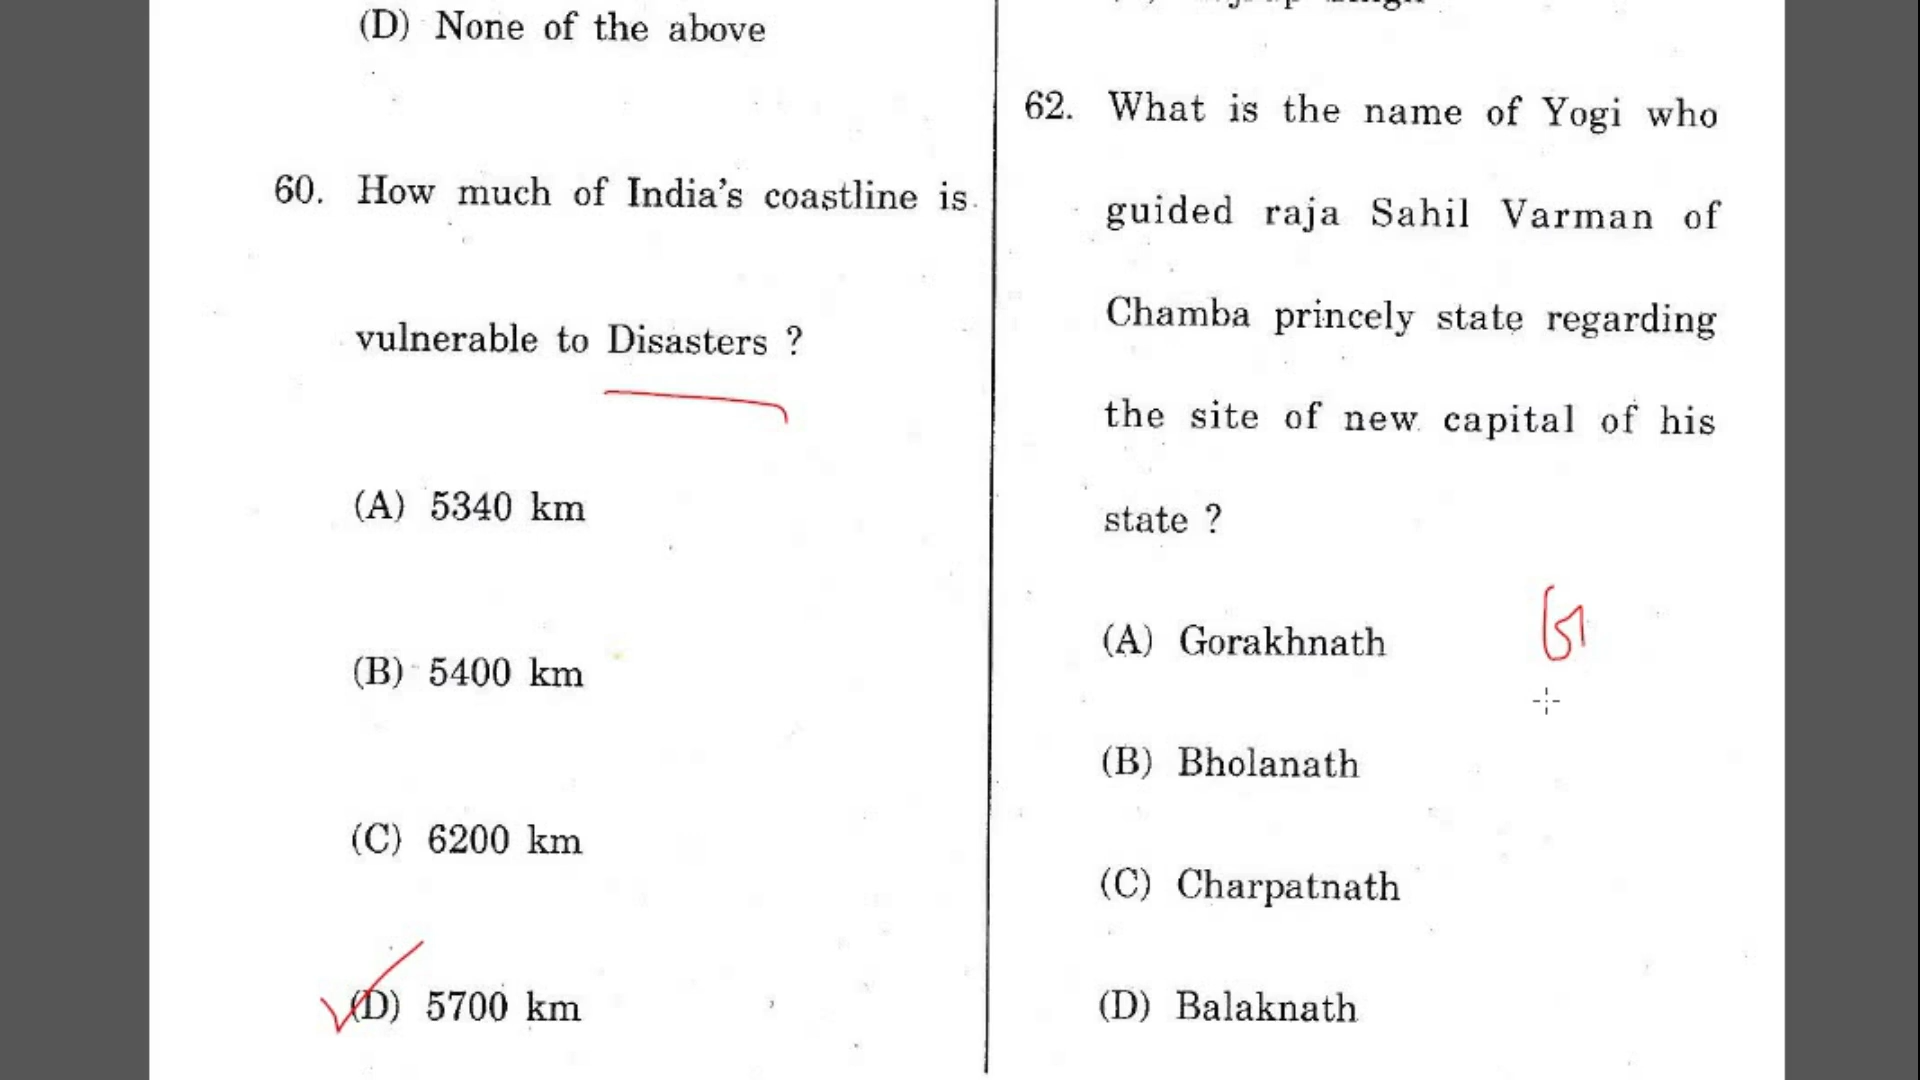 (D) None of the above
60. How much of India's coastline is
vulnerable to Disasters ?
(A) 5340 km
(B) 5400 km
(C) 6200 km
(D) 5700 km
62. What is the name of Yogi who
guided raja Sahil Varman of
Chamba princely state regarding
the site of new capital of his
state ?
(A) Gorakhnath
(B) Bholanath
(C) Charpatnath
(D) Balaknath